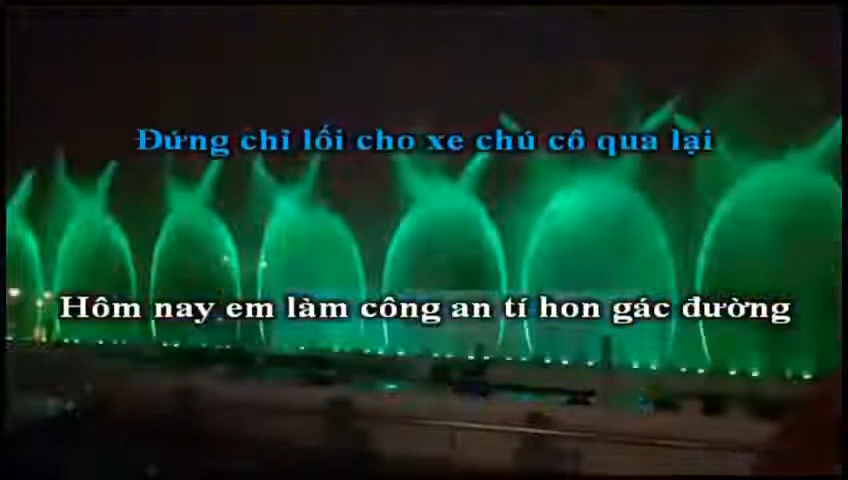 Đứng chỉ lối cho xe chú cô qua lại
Hôm nay em làm công an tí hon gác đường